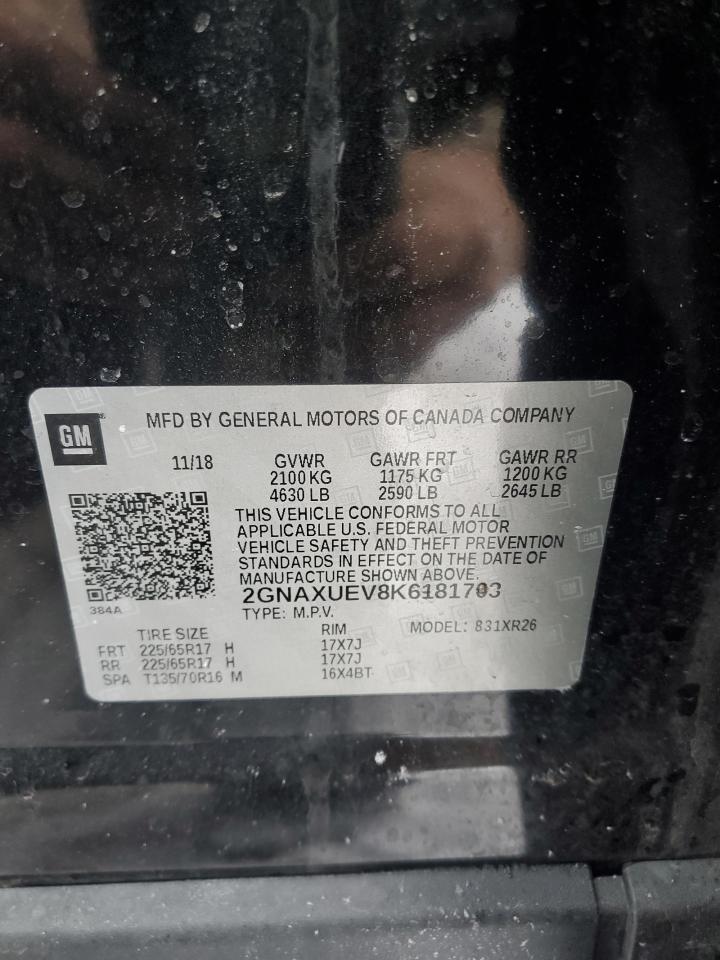 GM
MFD BY GENERAL MOTORS OF CANADA COMPANY
11/18 GVWR GAWR FRT GAWR RR
2100 KG 1175 KG 1200 KG
4630 LB 2590 LB 2645 LB
THIS VEHICLE CONFORMS TO ALL
APPLICABLE U.S. FEDERAL MOTOR
VEHICLE SAFETY AND THEFT PREVENTION
STANDARDS IN EFFECT ON THE DATE OF
MANUFACTURE SHOWN ABOVE.
2GNAXUEV8K6181703
384A
TYPE: M.P.V.
TIRE SIZE RIM MODEL: 831XR26
FRT 225/65R17 H 17X7J
RR 225/65R17 H 17X7J
SPA T135/70R16 M 16X4BT